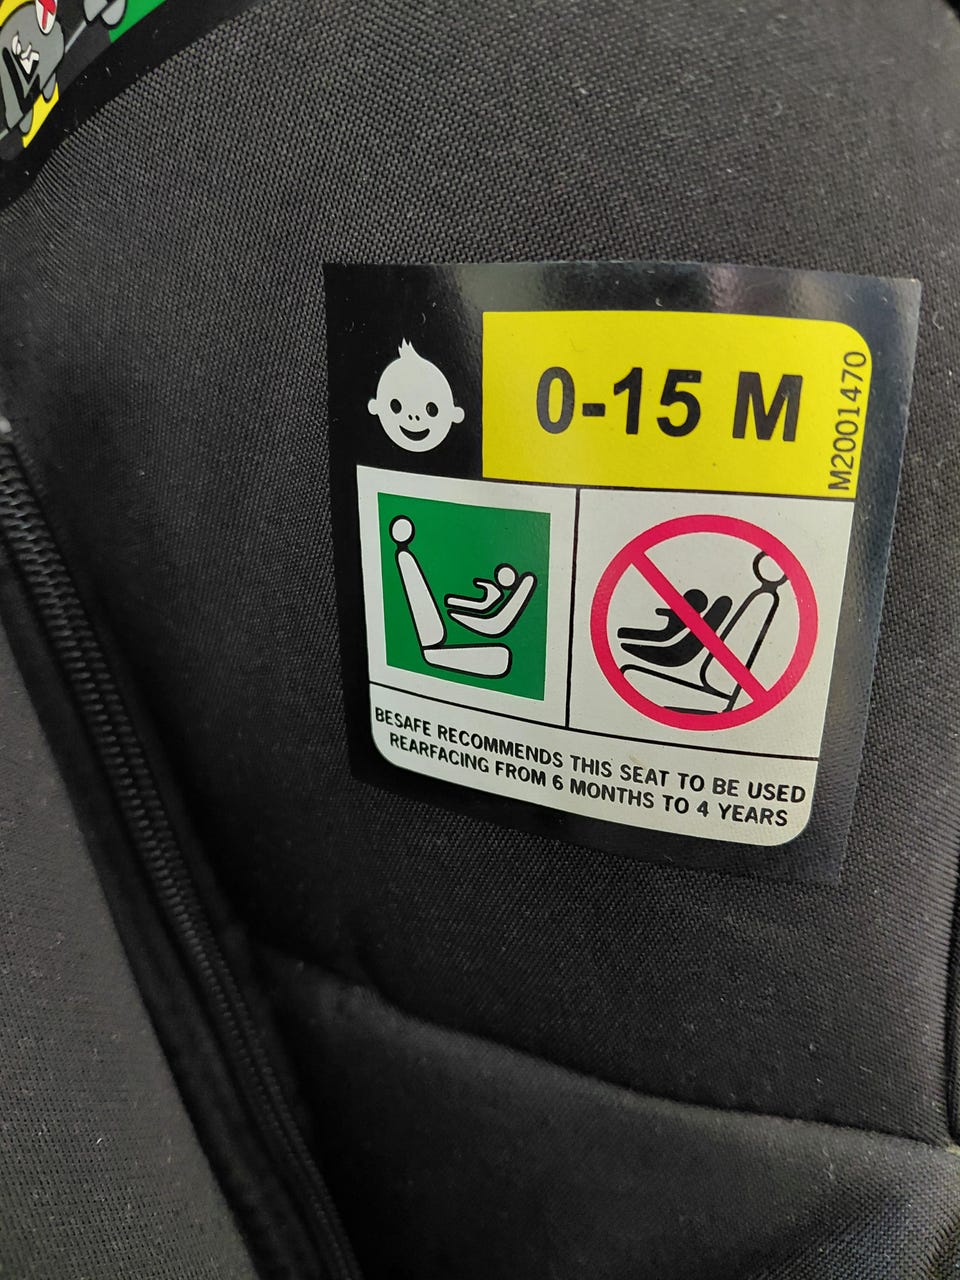 0-15 M
M2001470
BESAFE RECOMMENDS THIS SEAT TO BE USED
REARFACING FROM 6 MONTHS TO 4 YEARS